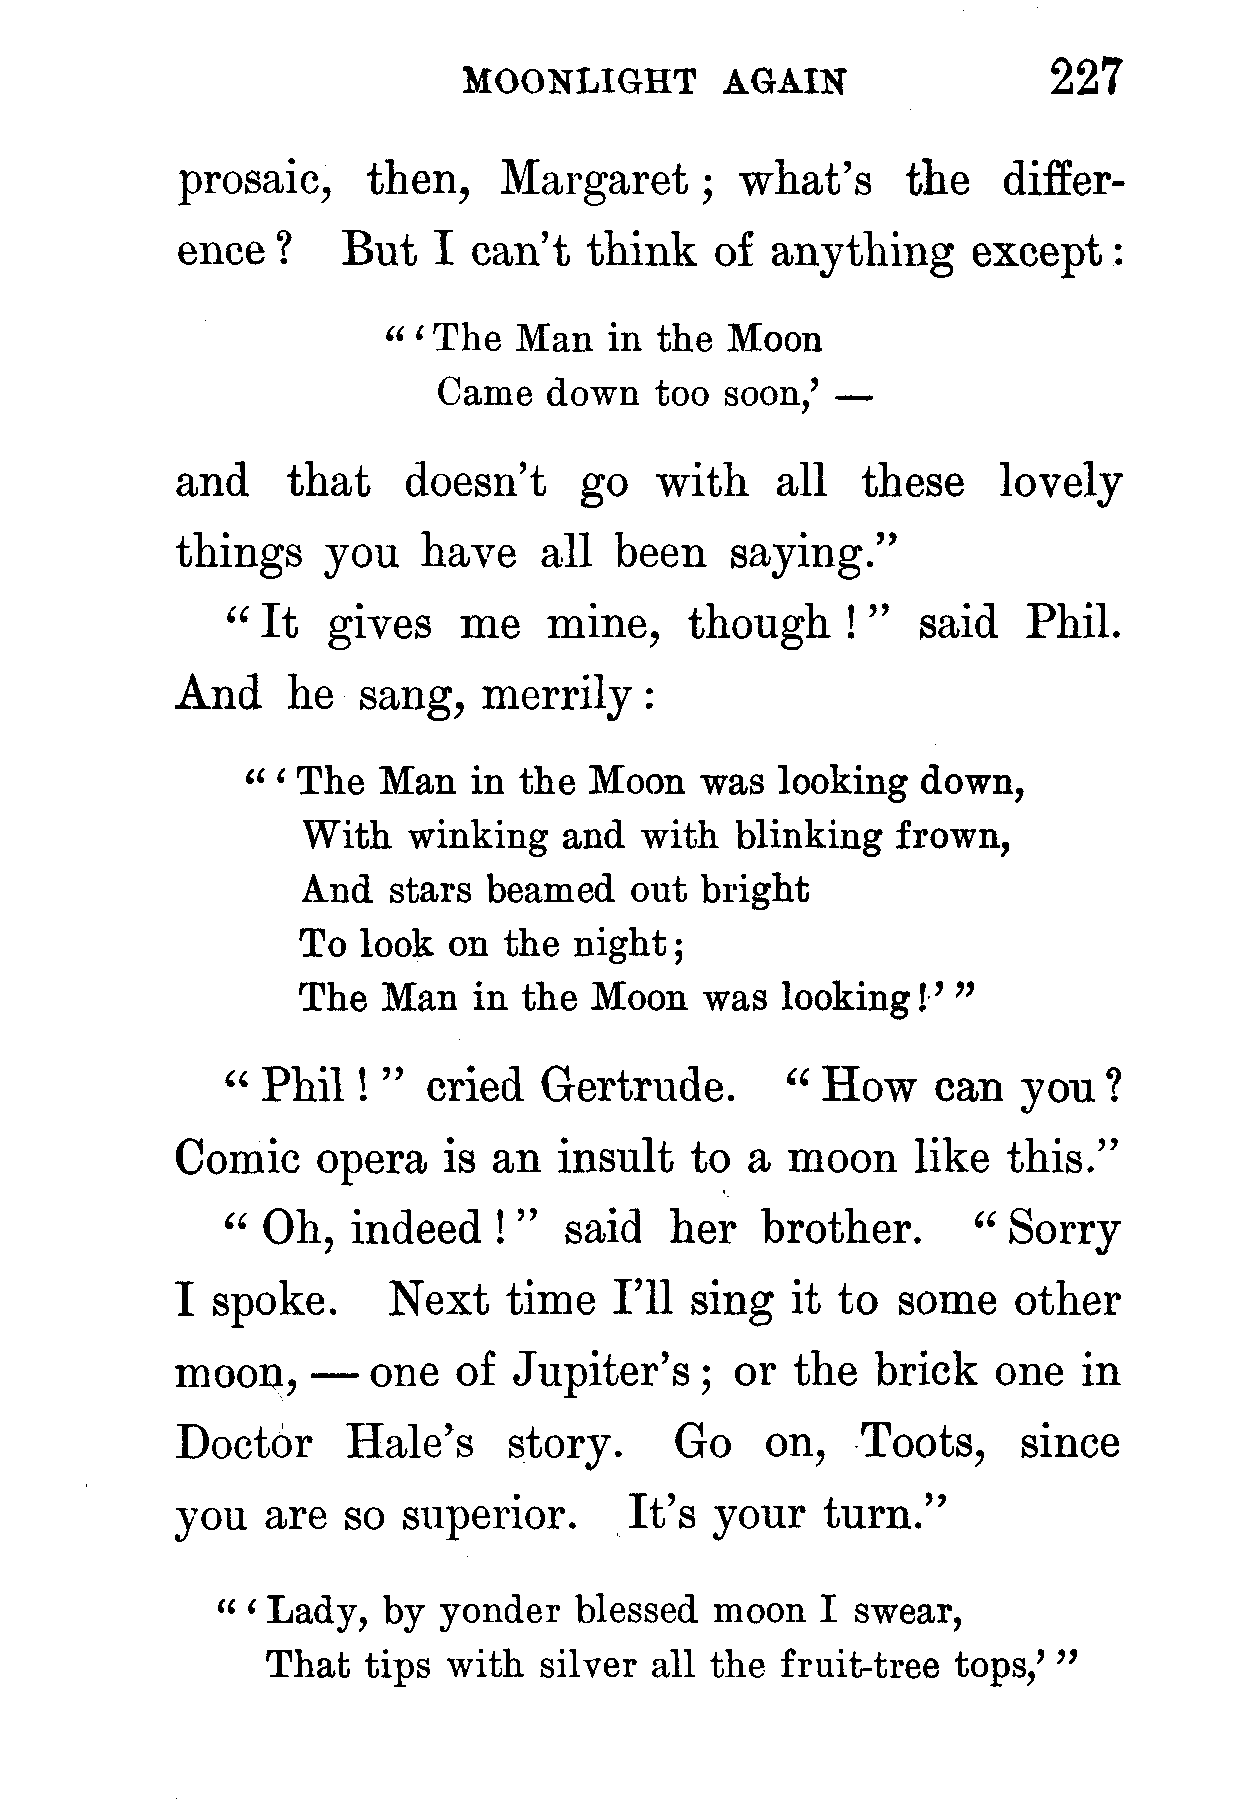 MOONLIGHT AGAIN 227
prosaic, then, Margaret; what's the differ-
ence? But I can't think of anything except:
"'The Man in the Moon
Came down too soon,' —
and that doesn't go with all these lovely
things you have all been saying."
"It gives me mine, though!" said Phil.
And he sang, merrily:
"'The Man in the Moon was looking down,
With winking and with blinking frown,
And stars beamed out bright
To look on the night;
The Man in the Moon was looking!'"
"Phil!" cried Gertrude. "How can you?
Comic opera is an insult to a moon like this."
"Oh, indeed!" said her brother. "Sorry
I spoke. Next time I'll sing it to some other
moon, — one of Jupiter's; or the brick one in
Doctor Hale's story. Go on, Toots, since
you are so superior. It's your turn."
"'Lady, by yonder blessed moon I swear,
That tips with silver all the fruit-tree tops,'"